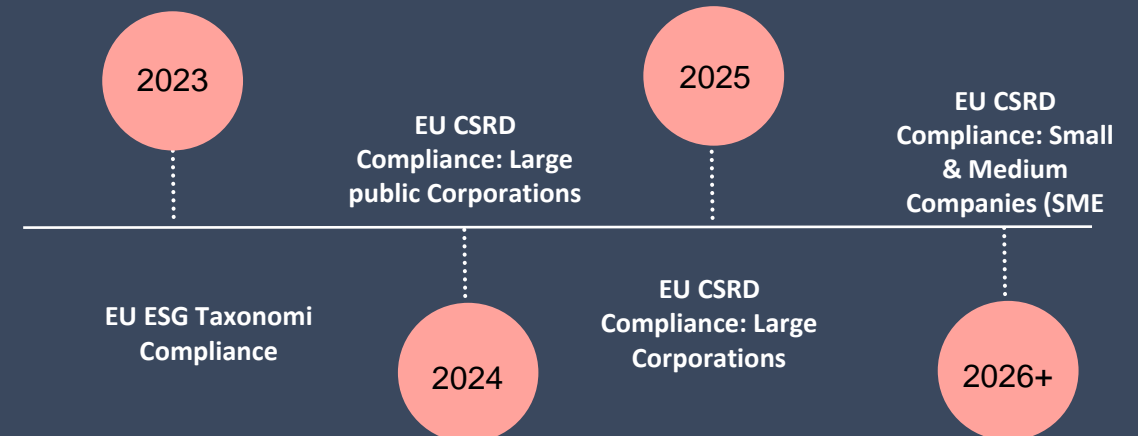 2023
EU ESG Taxonomi
Compliance
EU CSRD
Compliance: Large
public Corporations
2024
2025
EU CSRD
Compliance: Large
Corporations
EU CSRD
Compliance: Small
& Medium
Companies (SME
2026+